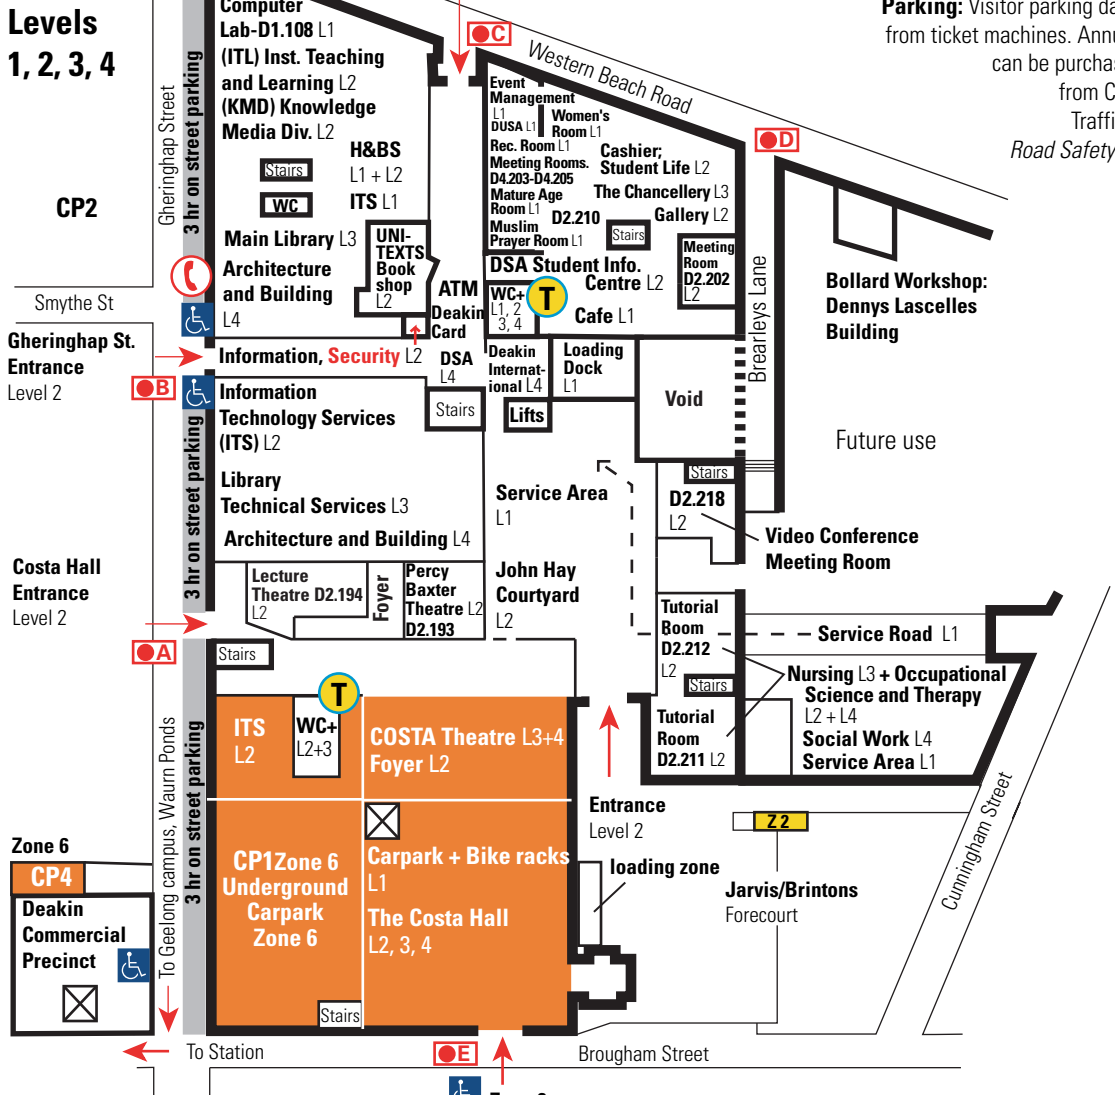 Levels
1, 2, 3, 4
CP2
Smythe St
Gheringhap St.
Entrance
Level 2
B
Costa Hall
Entrance
Level 2
A
Zone 6
CP4
Deakin
Commercial
Precinct
Gheringhap Street
To Geelong campus, Waurn Ponds
3 hr on street parking
3 hr on street parking
3 hr on street parking
To Station
Computer
Lab-D1.108 L1
(ITL) Inst. Teaching
and Learning L2
(KMD) Knowledge
Media Div. L2
Stairs
WC
H&BS
L1 + L2
ITS L1
Main Library L3
Architecture
and Building
L4
UNI-
TEXTS
Book
shop
L2
ATM
Deakin
Card
Information, Security L2
DSA
L4
Stairs
Information
Technology Services
(ITS) L2
Library
Technical Services L3
Architecture and Building L4
Lecture
Theatre D2.194
L2
Foyer
Percy
Baxter
Theatre L2
D2.193
Stairs
C
Western Beach Road
D
Event
Management
L1
DUSA L1
Women's
Room L1
Rec. Room L1
Meeting Rooms.
D4.203-D4.205
Mature Age
Room L1
Muslim
Prayer Room L1
Cashier;
Student Life L2
The Chancellery L3
D2.210
Gallery L2
Stairs
Meeting
Room
D2.202
L2
DSA Student Info.
Centre L2
WC+
L1, 2
3, 4
T
Cafe L1
Deakin
Internat-
ional L4
Loading
Dock
L1
Lifts
Void
Brearleys Lane
Parking: Visitor parking
from ticket machines.
can be
from
Road Safety
Bollard Workshop:
Dennys Lascelles
Building
Future use
Service Area
L1
John Hay
Courtyard
L2
Stairs
D2.218
L2
Video Conference
Meeting Room
Tutorial
Room
D2.212
L2
Stairs
Tutorial
Room
D2.211 L2
Service Road L1
Nursing L3 + Occupational
Science and Therapy
L2 + L4
Social Work L4
Service Area L1
Cunningham Street
ITS
L2
WC+
L2+3
T
COSTA Theatre L3+4
Foyer L2
CP1Zone 6
Underground
Carpark
Zone 6
Carpark + Bike racks
L1
The Costa Hall
L2, 3, 4
Stairs
Entrance
Level 2
loading zone
Z 2
Jarvis/Brintons
Forecourt
E
Brougham Street